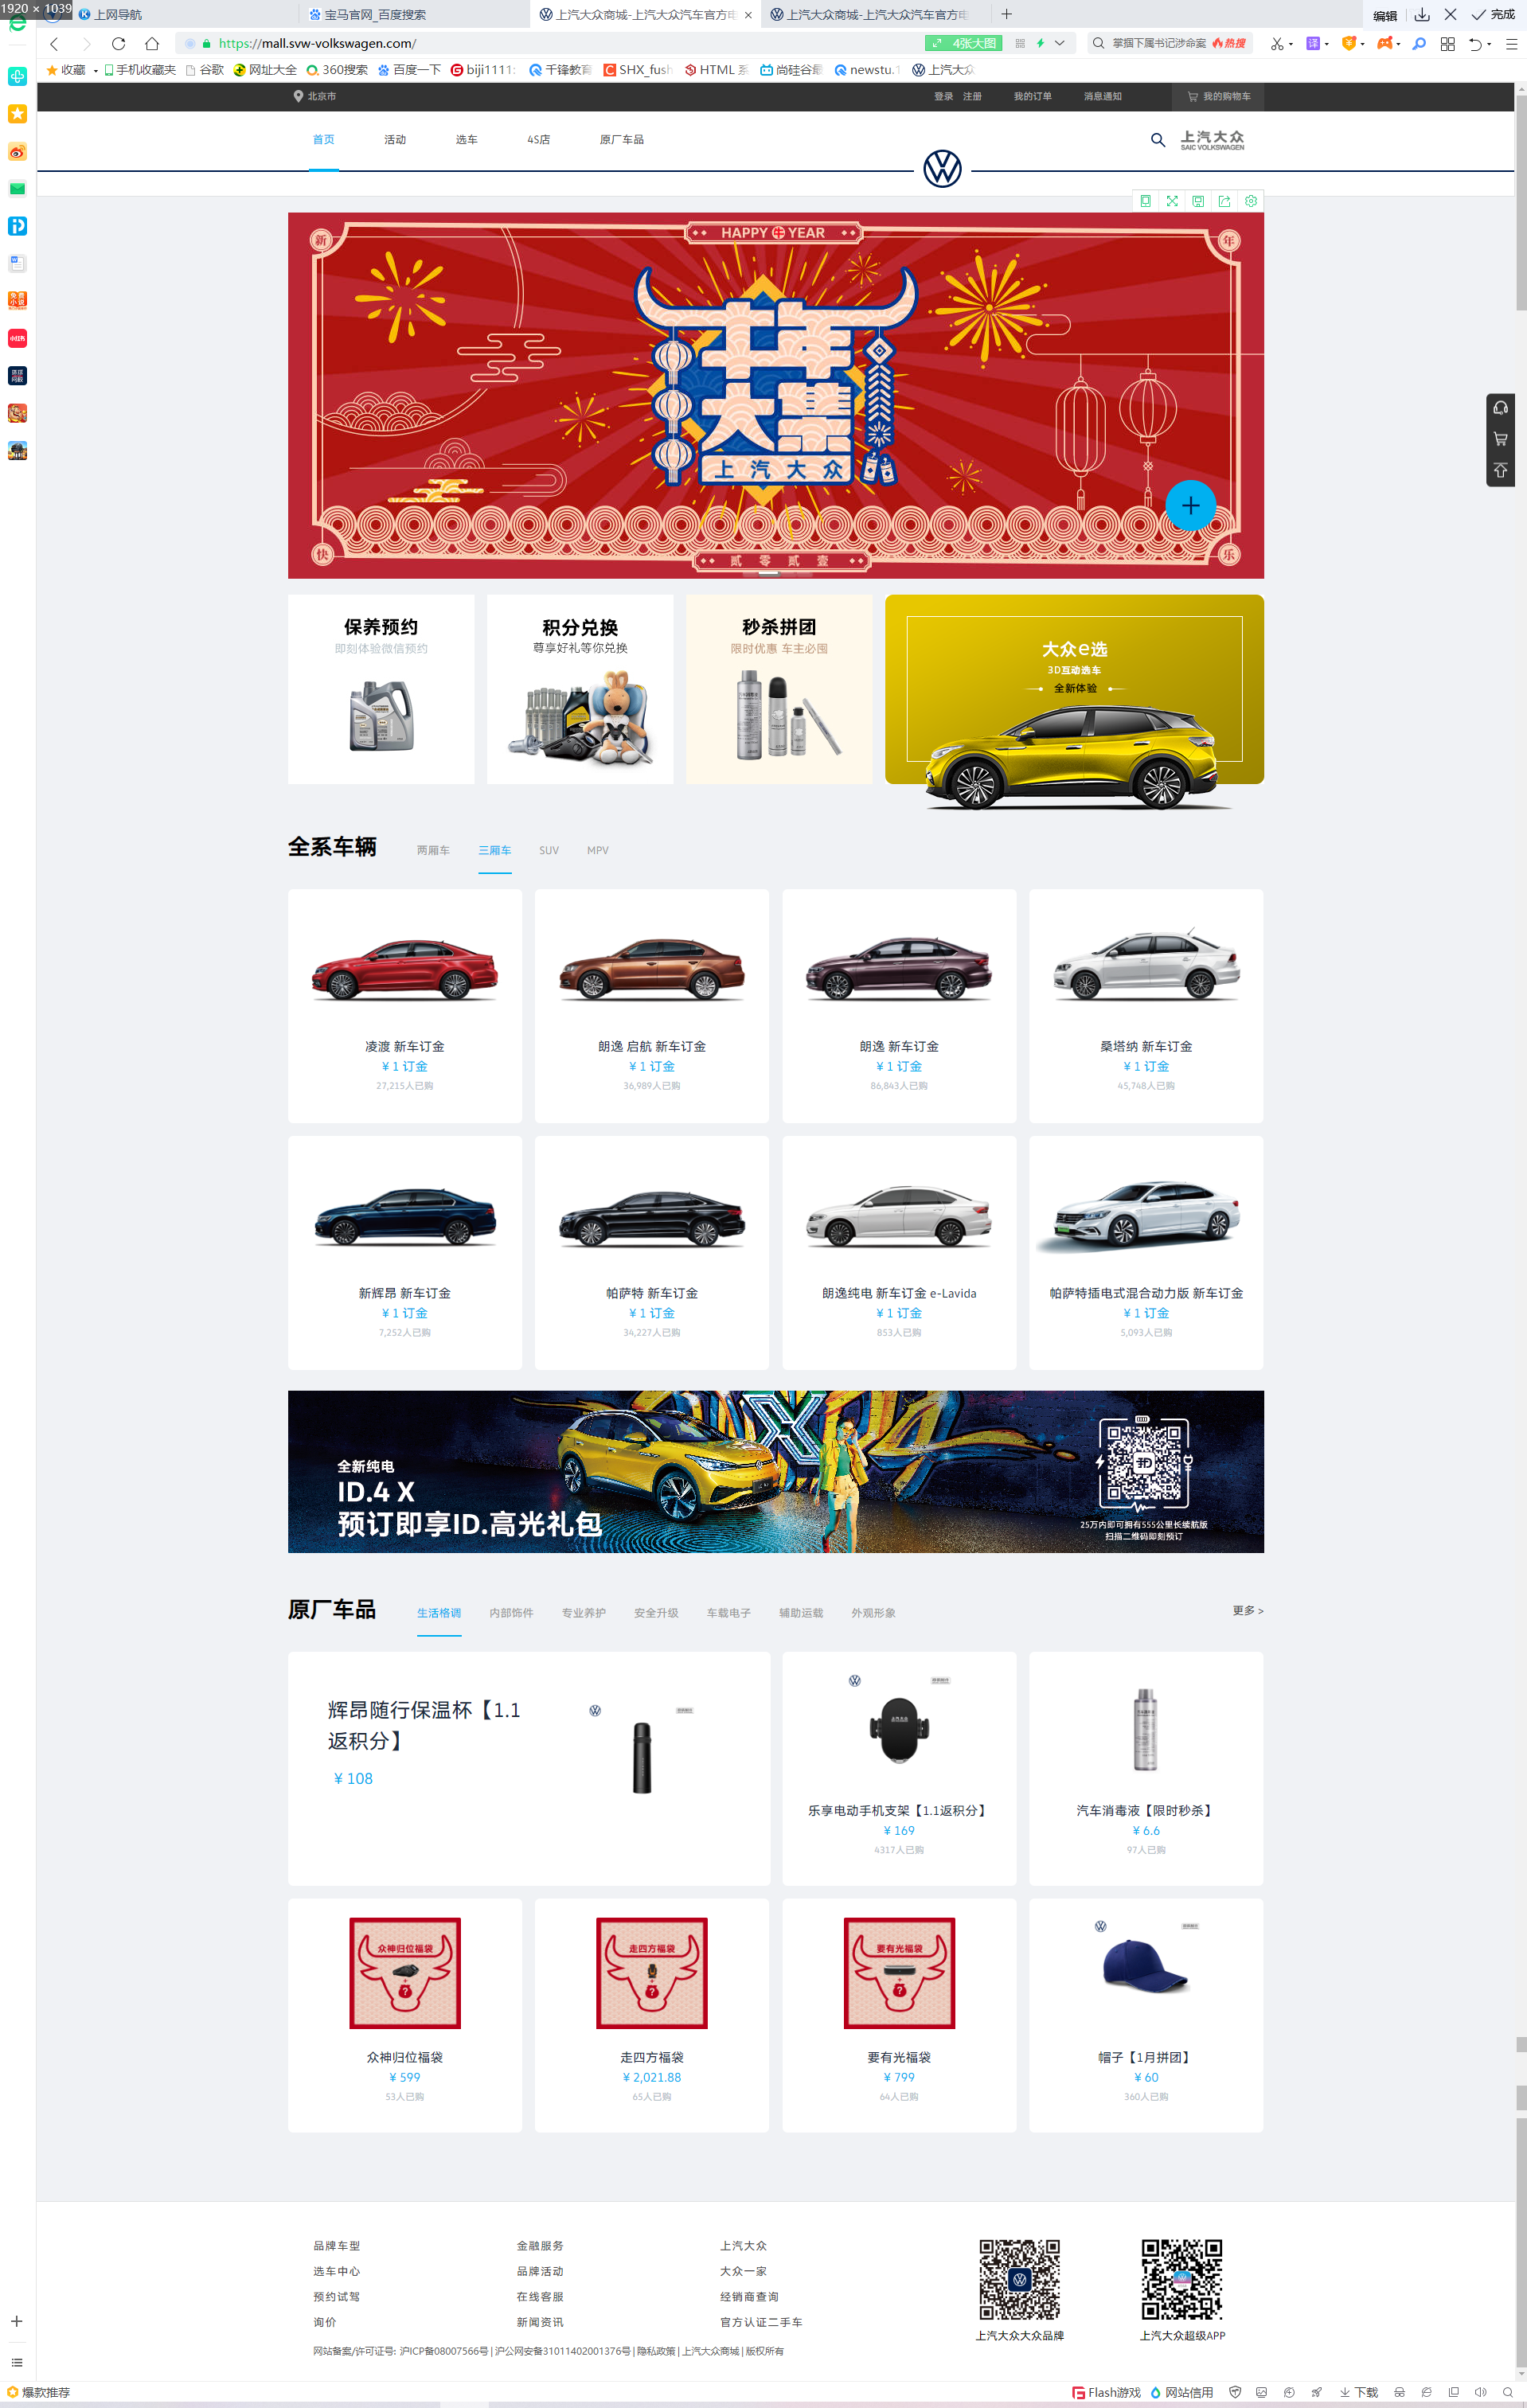 1920 × 1039
上网导航
宝马官网_百度搜索
上汽大众商城-上汽大众汽车官方电
上汽大众商城-上汽大众汽车官方电
编辑
完成
https://mall.svw-volkswagen.com/
4张大图
掌掴下属书记涉命案
热搜
收藏
手机收藏夹
谷歌
网址大全
360搜索
百度一下
biji1111
千锋教育
SHX_fush
HTML 系
尚硅谷最
newstu.1
上汽大众
北京市
登录 注册
我的订单
消息通知
我的购物车
首页
活动
选车
4S店
原厂车品
上汽大众
SAIC VOLKSWAGEN
HAPPY 牛 YEAR
新
年
上汽大众
快
乐
贰零贰壹
保养预约
即刻体验微信预约
积分兑换
尊享好礼等你兑换
秒杀拼团
限时优惠 车主必囤
大众e选
3D互动选车
全新体验
全系车辆
两厢车
三厢车
SUV
MPV
凌渡 新车订金
¥ 1 订金
27,215人已购
朗逸 启航 新车订金
¥ 1 订金
36,989人已购
朗逸 新车订金
¥ 1 订金
86,843人已购
桑塔纳 新车订金
¥ 1 订金
45,748人已购
新辉昂 新车订金
¥ 1 订金
7,252人已购
帕萨特 新车订金
¥ 1 订金
34,227人已购
朗逸纯电 新车订金 e-Lavida
¥ 1 订金
853人已购
帕萨特插电式混合动力版 新车订金
¥ 1 订金
5,093人已购
全新纯电
ID.4 X
预订即享ID.高光礼包
25万内即可拥有555公里长续航版
扫描二维码即刻预订
原厂车品
生活格调
内部饰件
专业养护
安全升级
车载电子
辅助运载
外观形象
更多 >
辉昂随行保温杯【1.1
返积分】
¥ 108
乐享电动手机支架【1.1返积分】
¥ 169
4317人已购
汽车消毒液【限时秒杀】
¥ 6.6
97人已购
众神归位福袋
众神归位福袋
¥ 599
53人已购
走四方福袋
走四方福袋
¥ 2,021.88
65人已购
要有光福袋
要有光福袋
¥ 799
64人已购
帽子【1月拼团】
¥ 60
360人已购
品牌车型
选车中心
预约试驾
询价
金融服务
品牌活动
在线客服
新闻资讯
上汽大众
大众一家
经销商查询
官方认证二手车
上汽大众大众品牌
上汽大众超级APP
网站备案/许可证号: 沪ICP备08007566号 | 沪公网安备31011402001376号 | 隐私政策 | 上汽大众商城 | 版权所有
爆款推荐
Flash游戏
网站信用
下载